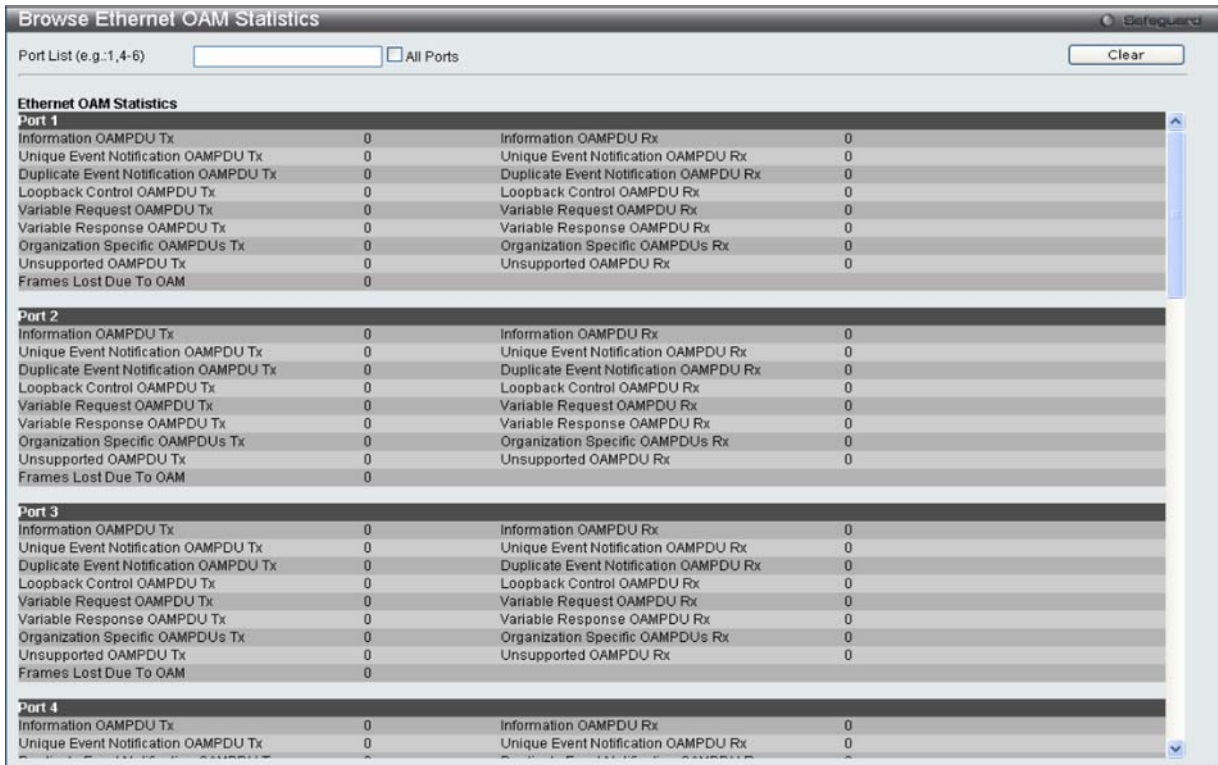 Browse Ethernet OAM Statistics Safeguard
Port List (e.g.:1,4-6) All Ports Clear
Ethernet OAM Statistics
Port 1
Information OAMPDU Tx 0 Information OAMPDU Rx 0
Unique Event Notification OAMPDU Tx 0 Unique Event Notification OAMPDU Rx 0
Duplicate Event Notification OAMPDU Tx 0 Duplicate Event Notification OAMPDU Rx 0
Loopback Control OAMPDU Tx 0 Loopback Control OAMPDU Rx 0
Variable Request OAMPDU Tx 0 Variable Request OAMPDU Rx 0
Variable Response OAMPDU Tx 0 Variable Response OAMPDU Rx 0
Organization Specific OAMPDUs Tx 0 Organization Specific OAMPDUs Rx 0
Unsupported OAMPDU Tx 0 Unsupported OAMPDU Rx 0
Frames Lost Due To OAM 0
Port 2
Information OAMPDU Tx 0 Information OAMPDU Rx 0
Unique Event Notification OAMPDU Tx 0 Unique Event Notification OAMPDU Rx 0
Duplicate Event Notification OAMPDU Tx 0 Duplicate Event Notification OAMPDU Rx 0
Loopback Control OAMPDU Tx 0 Loopback Control OAMPDU Rx 0
Variable Request OAMPDU Tx 0 Variable Request OAMPDU Rx 0
Variable Response OAMPDU Tx 0 Variable Response OAMPDU Rx 0
Organization Specific OAMPDUs Tx 0 Organization Specific OAMPDUs Rx 0
Unsupported OAMPDU Tx 0 Unsupported OAMPDU Rx 0
Frames Lost Due To OAM 0
Port 3
Information OAMPDU Tx 0 Information OAMPDU Rx 0
Unique Event Notification OAMPDU Tx 0 Unique Event Notification OAMPDU Rx 0
Duplicate Event Notification OAMPDU Tx 0 Duplicate Event Notification OAMPDU Rx 0
Loopback Control OAMPDU Tx 0 Loopback Control OAMPDU Rx 0
Variable Request OAMPDU Tx 0 Variable Request OAMPDU Rx 0
Variable Response OAMPDU Tx 0 Variable Response OAMPDU Rx 0
Organization Specific OAMPDUs Tx 0 Organization Specific OAMPDUs Rx 0
Unsupported OAMPDU Tx 0 Unsupported OAMPDU Rx 0
Frames Lost Due To OAM 0
Port 4
Information OAMPDU Tx 0 Information OAMPDU Rx 0
Unique Event Notification OAMPDU Tx 0 Unique Event Notification OAMPDU Rx 0